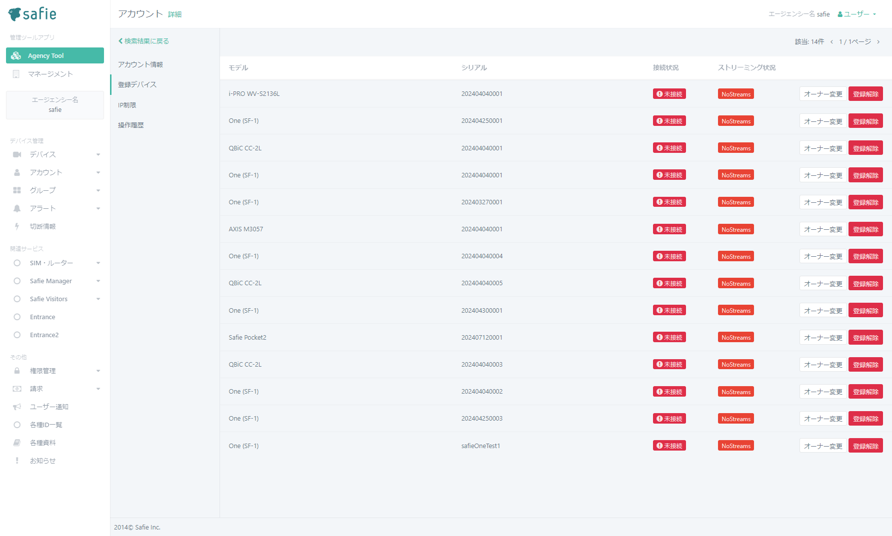 safie
管理ツールアプリ
Agency Tool
マネージメント
エージェンシー名
safie
デバイス管理
デバイス
アカウント
グループ
アラート
切断情報
関連サービス
SIM・ルーター
Safie Manager
Safie Visitors
Entrance
Entrance2
その他
権限管理
請求
ユーザー通知
各種ID一覧
各種資料
お知らせ
アカウント 詳細
エージェンシー名 safie
ユーザー
検索結果に戻る
アカウント情報
登録デバイス
IP制限
操作履歴
該当: 14件 ‹ 1 / 1ページ ›
モデル シリアル 接続状況 ストリーミング状況
i-PRO WV-S2136L 202404040001 未接続 NoStreams オーナー変更 登録解除
One (SF-1) 202404250001 未接続 NoStreams オーナー変更 登録解除
QBiC CC-2L 202404040001 未接続 NoStreams オーナー変更 登録解除
One (SF-1) 202404040001 未接続 NoStreams オーナー変更 登録解除
One (SF-1) 202403270001 未接続 NoStreams オーナー変更 登録解除
AXIS M3057 202404040001 未接続 NoStreams オーナー変更 登録解除
One (SF-1) 202404040004 未接続 NoStreams オーナー変更 登録解除
QBiC CC-2L 202404040005 未接続 NoStreams オーナー変更 登録解除
One (SF-1) 202404300001 未接続 NoStreams オーナー変更 登録解除
Safie Pocket2 202407120001 未接続 NoStreams オーナー変更 登録解除
QBiC CC-2L 202404040003 未接続 NoStreams オーナー変更 登録解除
One (SF-1) 202404040002 未接続 NoStreams オーナー変更 登録解除
One (SF-1) 202404250003 未接続 NoStreams オーナー変更 登録解除
One (SF-1) safieOneTest1 未接続 NoStreams オーナー変更 登録解除
2014© Safie Inc.